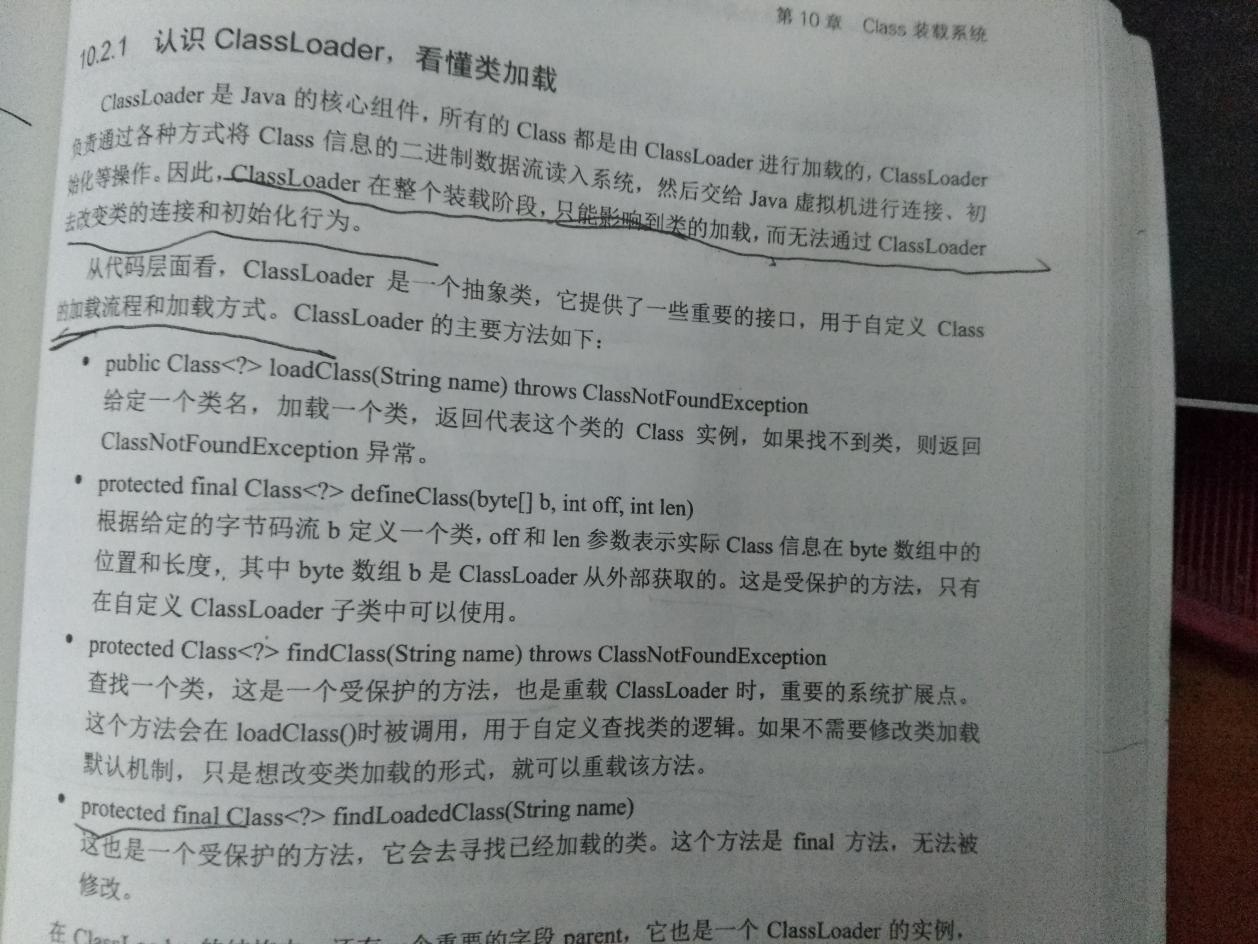 第 10 章 Class 装载系统
10.2.1 认识 ClassLoader，看懂类加载
ClassLoader 是 Java 的核心组件，所有的 Class 都是由 ClassLoader 进行加载的，ClassLoader
负责通过各种方式将 Class 信息的二进制数据流读入系统，然后交给 Java 虚拟机进行连接、初
始化等操作。因此，ClassLoader 在整个装载阶段，只能影响到类的加载，而无法通过 ClassLoader
去改变类的连接和初始化行为。
从代码层面看，ClassLoader 是一个抽象类，它提供了一些重要的接口，用于自定义 Class
的加载流程和加载方式。ClassLoader 的主要方法如下：
• public Class<?> loadClass(String name) throws ClassNotFoundException
给定一个类名，加载一个类，返回代表这个类的 Class 实例，如果找不到类，则返回
ClassNotFoundException 异常。
• protected final Class<?> defineClass(byte[] b, int off, int len)
根据给定的字节码流 b 定义一个类，off 和 len 参数表示实际 Class 信息在 byte 数组中的
位置和长度，其中 byte 数组 b 是 ClassLoader 从外部获取的。这是受保护的方法，只有
在自定义 ClassLoader 子类中可以使用。
• protected Class<?> findClass(String name) throws ClassNotFoundException
查找一个类，这是一个受保护的方法，也是重载 ClassLoader 时，重要的系统扩展点。
这个方法会在 loadClass()时被调用，用于自定义查找类的逻辑。如果不需要修改类加载
默认机制，只是想改变类加载的形式，就可以重载该方法。
• protected final Class<?> findLoadedClass(String name)
这也是一个受保护的方法，它会去寻找已经加载的类。这个方法是 final 方法，无法被
修改。
在 ClassLoader 的结构中，还有一个重要的字段 parent，它也是一个 ClassLoader 的实例，